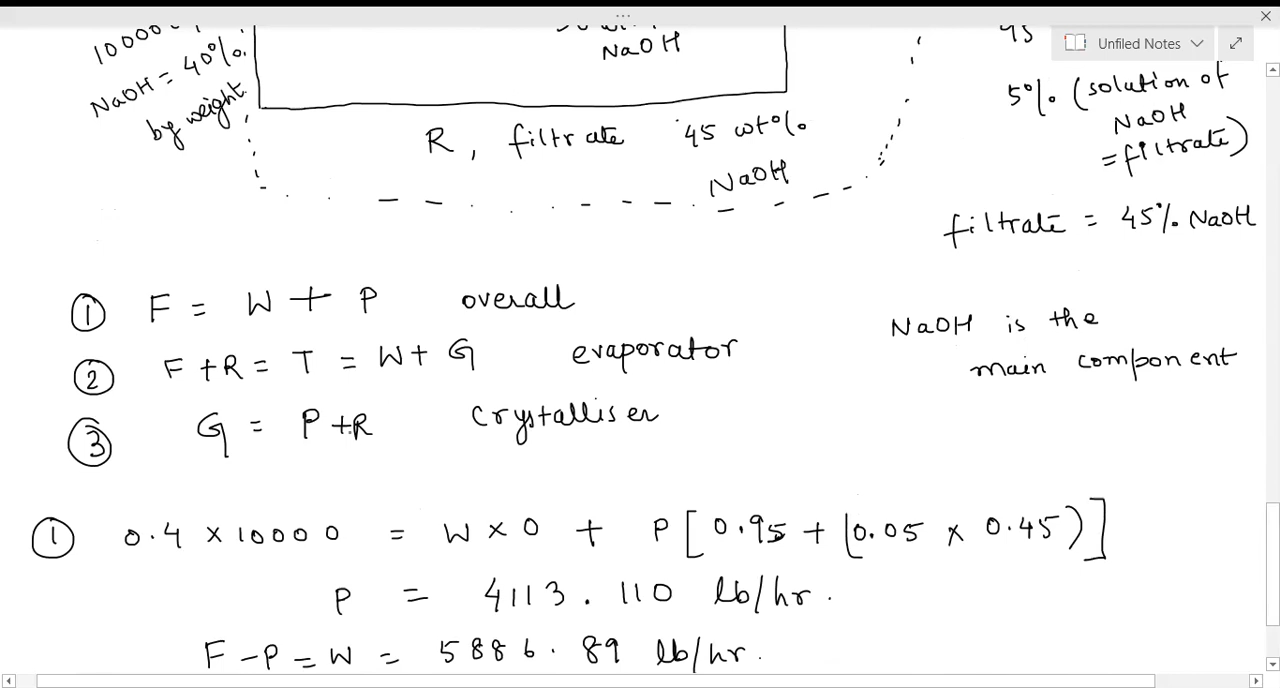 Unfiled Notes
NaOH
NaOH = 40%
by weight
R, filtrate 45 wt%
NaOH
5% (solution of
NaOH
= filtrate)
filtrate = 45% NaOH
① F = W + P overall
② F + R = T = W + G evaporator
③ G = P + R Crystalliser
NaOH is the
main component
① 0.4 × 10000 = W × 0 + P [0.95 + (0.05 × 0.45)]
P = 4113.110 lb/hr.
F - P = W = 5886.89 lb/hr.